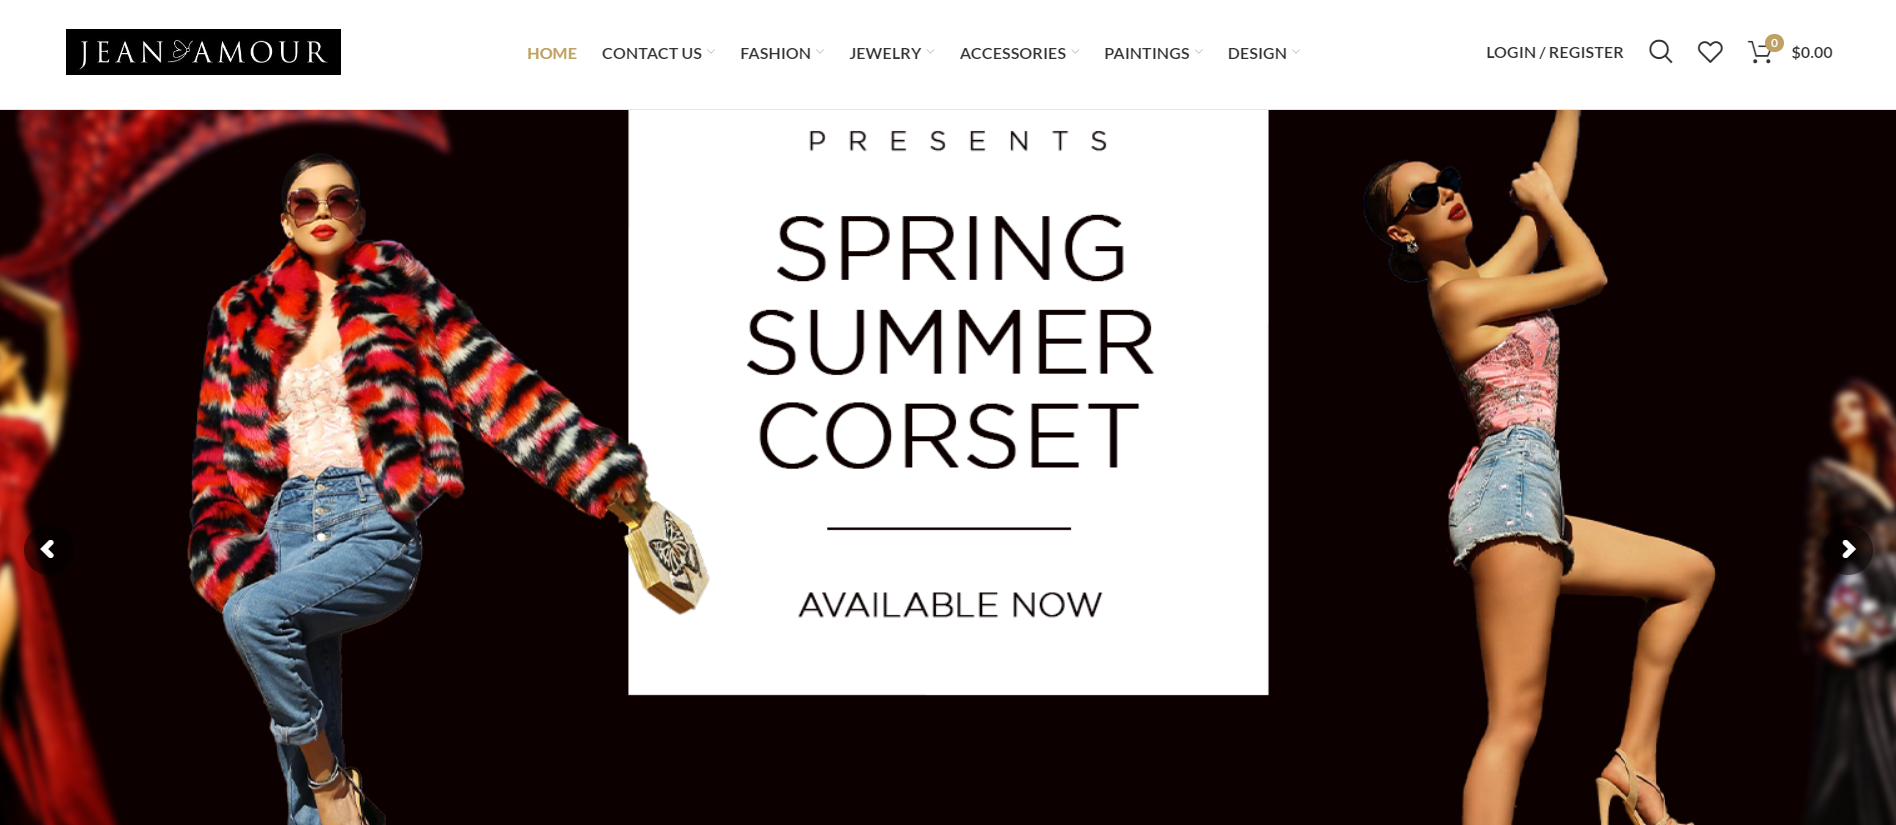 JEAN AMOUR
HOME
CONTACT US
FASHION
JEWELRY
ACCESSORIES
PAINTINGS
DESIGN
LOGIN / REGISTER
0
$0.00
PRESENTS
SPRING
SUMMER
CORSET
AVAILABLE NOW